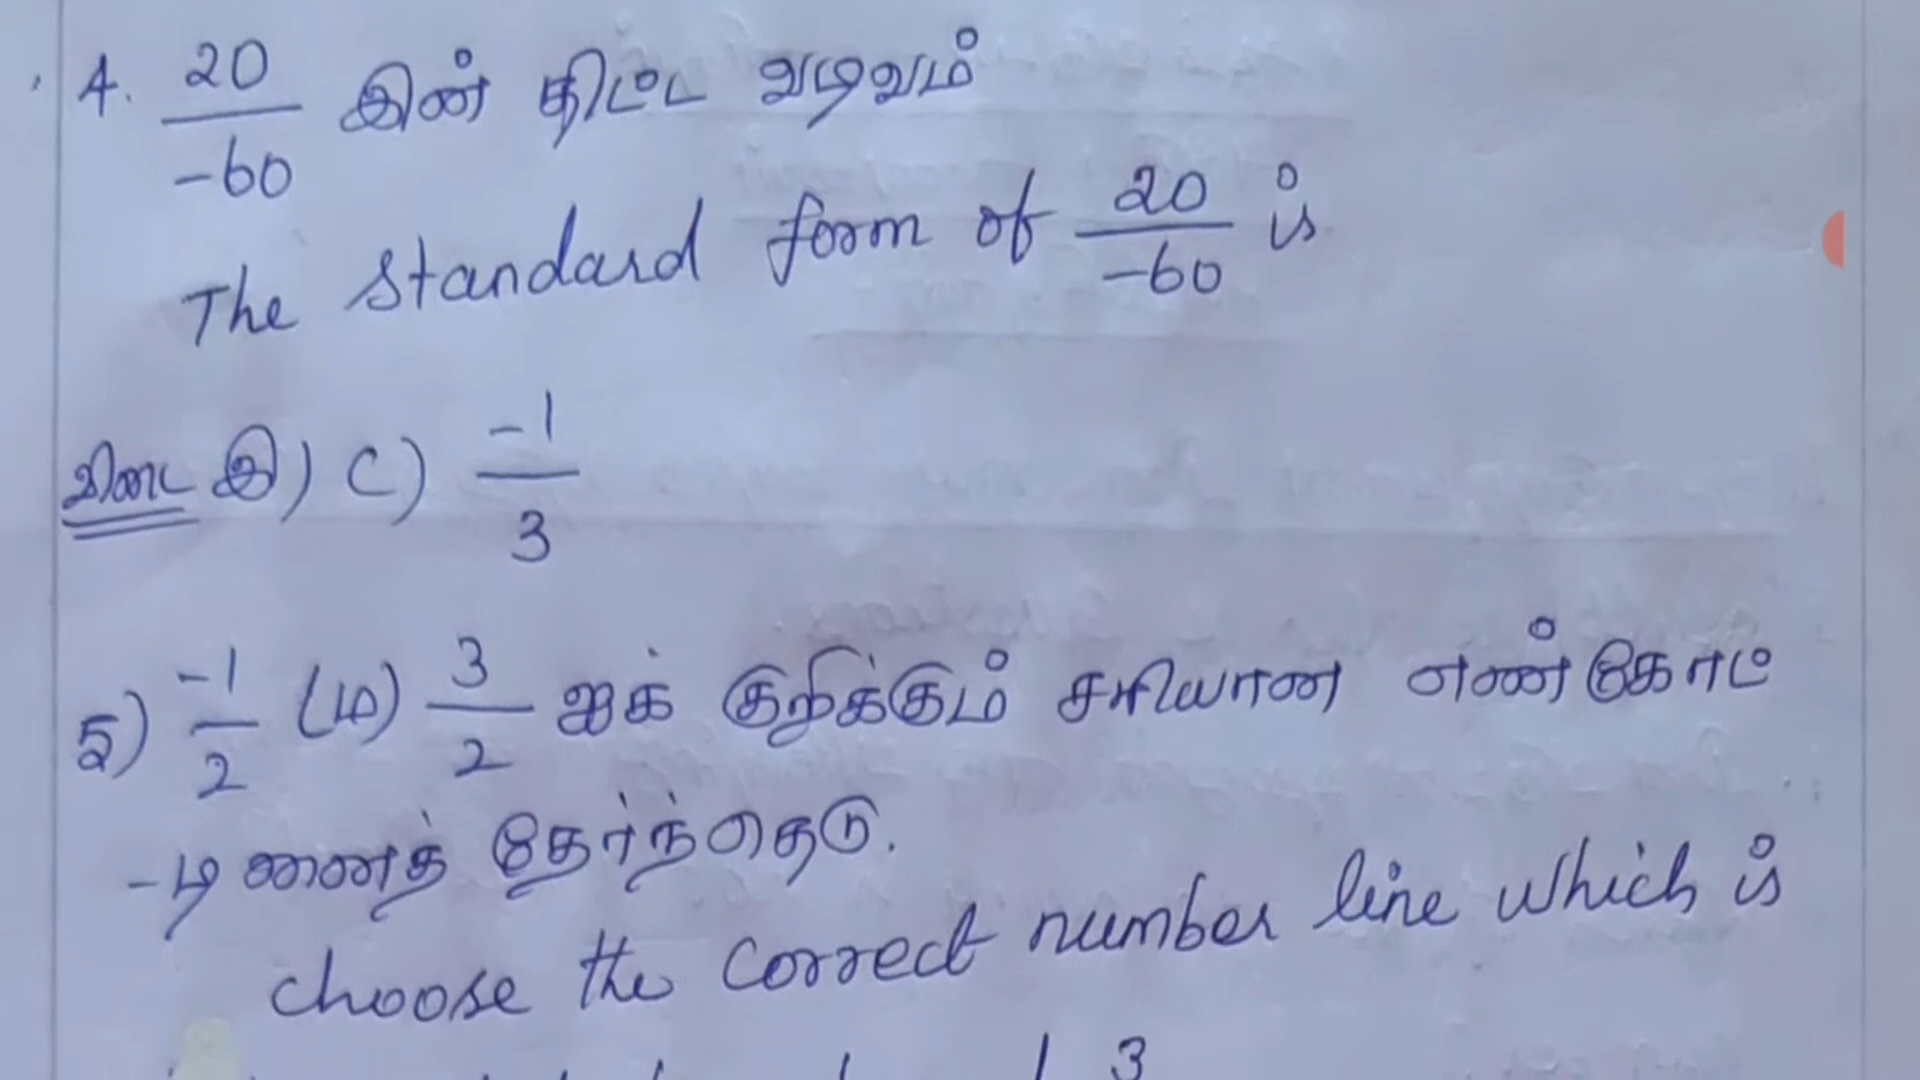 4. 20/-60 இன் திட்ட வடிவம்
The standard form of 20/-60 is
விடை இ) C) -1/3
5) -1/2 (ம) 3/2 ஐக் குறிக்கும் சரியான எண்கோட்
-டினைத் தேர்ந்தெடு.
choose the correct number line which is
3